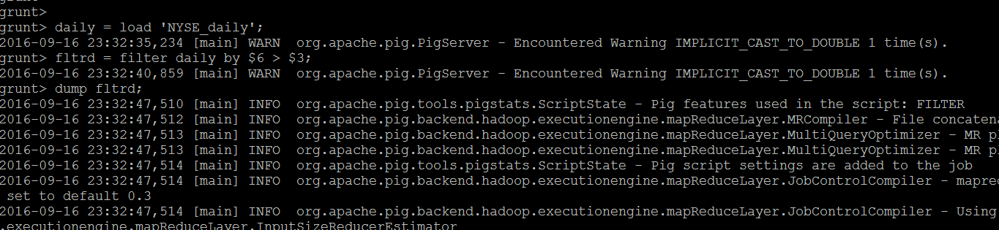 grunt
grunt>
grunt> daily = load 'NYSE_daily';
2016-09-16 23:32:35,234 [main] WARN  org.apache.pig.PigServer - Encountered Warning IMPLICIT_CAST_TO_DOUBLE 1 time(s).
grunt> fltrd = filter daily by $6 > $3;
2016-09-16 23:32:40,859 [main] WARN  org.apache.pig.PigServer - Encountered Warning IMPLICIT_CAST_TO_DOUBLE 1 time(s).
grunt> dump fltrd;
2016-09-16 23:32:47,510 [main] INFO  org.apache.pig.tools.pigstats.ScriptState - Pig features used in the script: FILTER
2016-09-16 23:32:47,512 [main] INFO  org.apache.pig.backend.hadoop.executionengine.mapReduceLayer.MRCompiler - File concatena
2016-09-16 23:32:47,513 [main] INFO  org.apache.pig.backend.hadoop.executionengine.mapReduceLayer.MultiQueryOptimizer - MR pl
2016-09-16 23:32:47,513 [main] INFO  org.apache.pig.backend.hadoop.executionengine.mapReduceLayer.MultiQueryOptimizer - MR pl
2016-09-16 23:32:47,514 [main] INFO  org.apache.pig.tools.pigstats.ScriptState - Pig script settings are added to the job
2016-09-16 23:32:47,514 [main] INFO  org.apache.pig.backend.hadoop.executionengine.mapReduceLayer.JobControlCompiler - mapred
 set to default 0.3
2016-09-16 23:32:47,514 [main] INFO  org.apache.pig.backend.hadoop.executionengine.mapReduceLayer.JobControlCompiler - Using
.executionengine.mapReduceLayer.InputSizeReducerEstimator